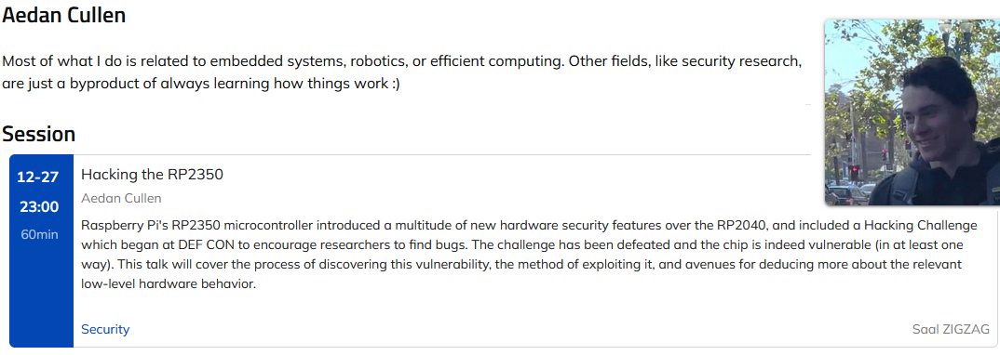 Aedan Cullen
Most of what I do is related to embedded systems, robotics, or efficient computing. Other fields, like security research,
are just a byproduct of always learning how things work :)
Session
12-27
23:00
60min
Hacking the RP2350
Aedan Cullen
Raspberry Pi's RP2350 microcontroller introduced a multitude of new hardware security features over the RP2040, and included a Hacking Challenge
which began at DEF CON to encourage researchers to find bugs. The challenge has been defeated and the chip is indeed vulnerable (in at least one
way). This talk will cover the process of discovering this vulnerability, the method of exploiting it, and avenues for deducing more about the relevant
low-level hardware behavior.
Security
Saal ZIGZAG